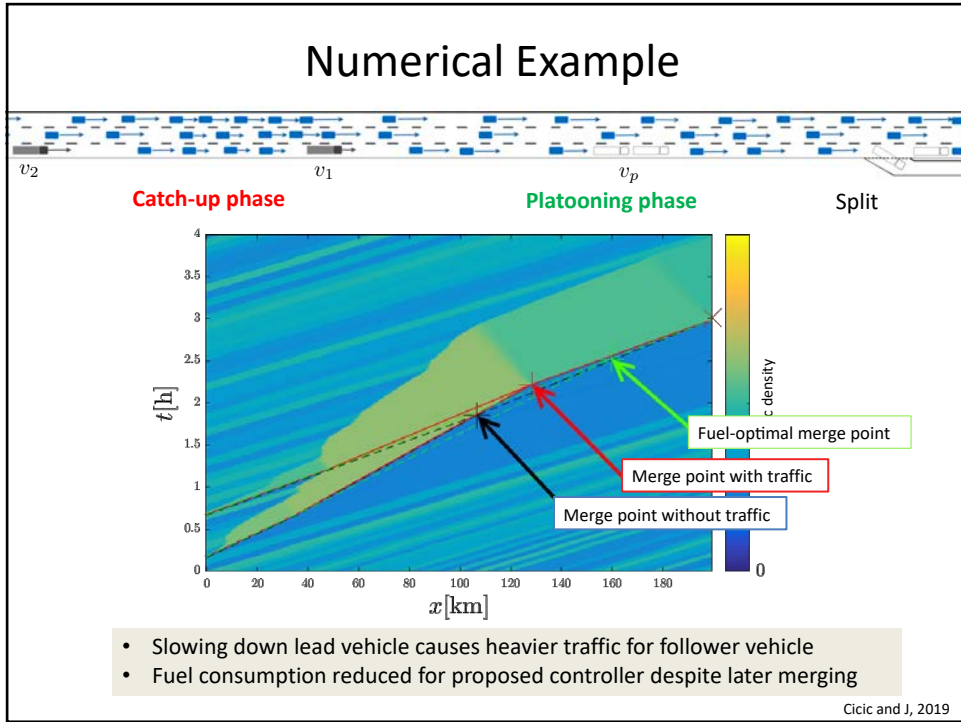 Numerical Example
v₂
v₁
vₚ
Catch-up phase
Platooning phase
Split
4
3.5
3
2.5
2
1.5
1
0.5
0
t[h]
0 20 40 60 80 100 120 140 160 180
x[km]
density
0
Fuel-optimal merge point
Merge point with traffic
Merge point without traffic
• Slowing down lead vehicle causes heavier traffic for follower vehicle
• Fuel consumption reduced for proposed controller despite later merging
Cicic and J, 2019